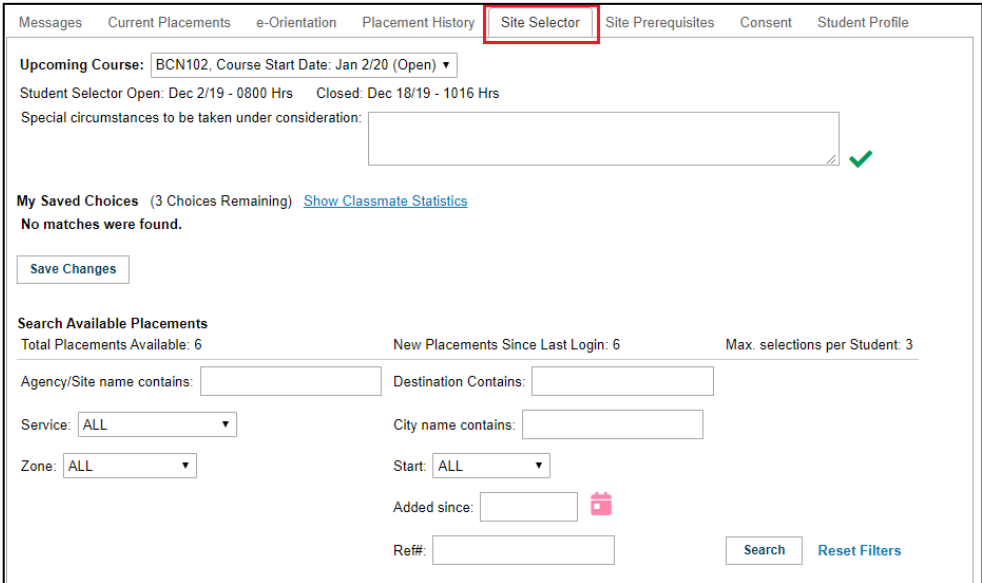 Messages Current Placements e-Orientation Placement History Site Selector Site Prerequisites Consent Student Profile
Upcoming Course: BCN102, Course Start Date: Jan 2/20 (Open)
Student Selector Open: Dec 2/19 - 0800 Hrs Closed: Dec 18/19 - 1016 Hrs
Special circumstances to be taken under consideration:
My Saved Choices (3 Choices Remaining) Show Classmate Statistics
No matches were found.
Save Changes
Search Available Placements
Total Placements Available: 6 New Placements Since Last Login: 6 Max. selections per Student: 3
Agency/Site name contains: Destination Contains:
Service: ALL City name contains:
Zone: ALL Start: ALL
Added since:
Ref#: Search Reset Filters